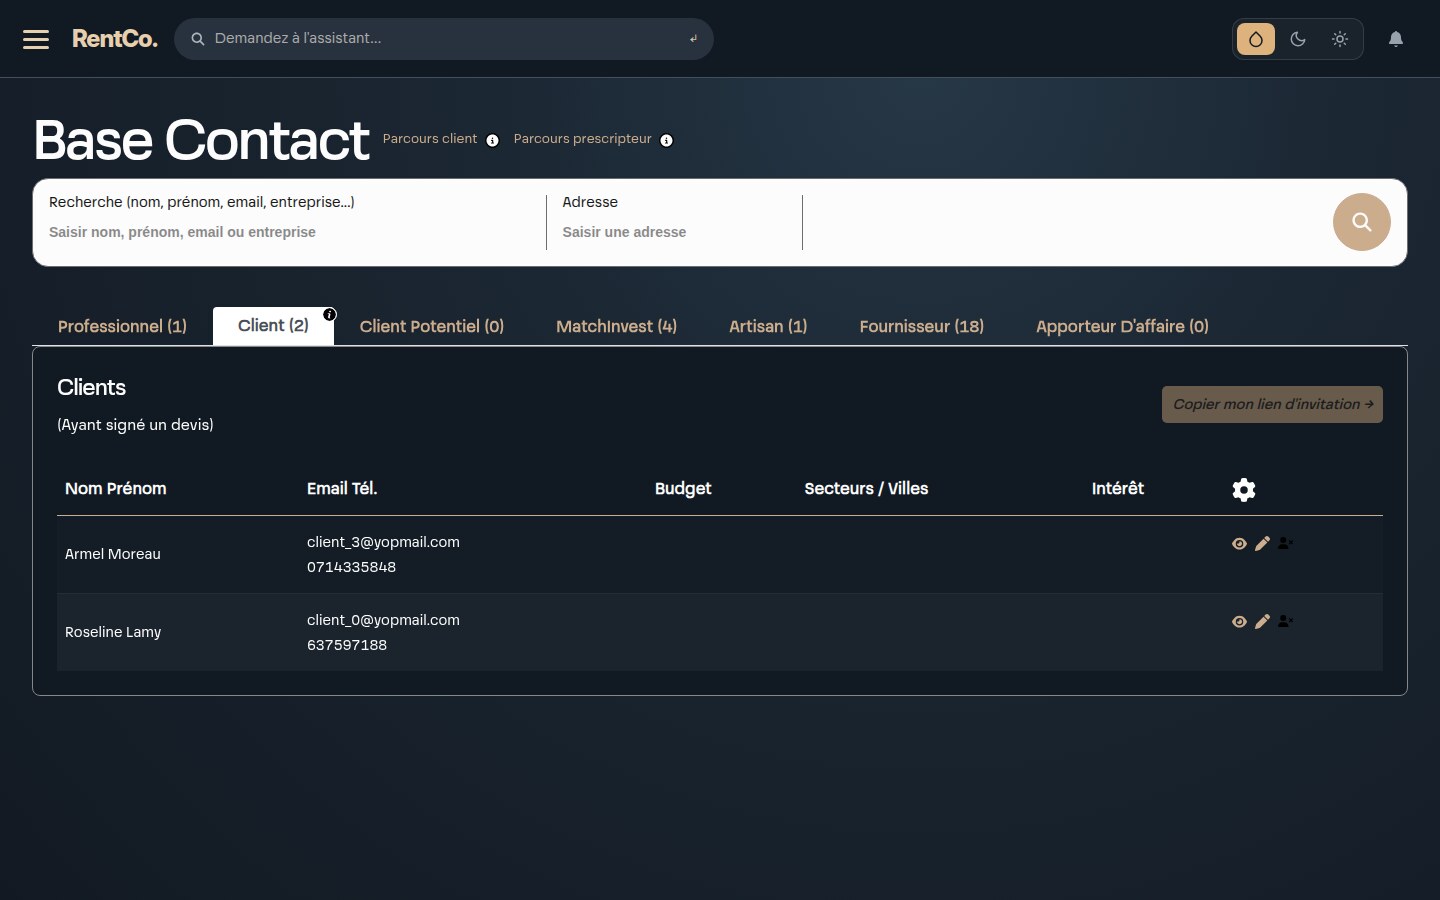 RentCo.
Demandez à l'assistant...
Base Contact
Parcours client
Parcours prescripteur
Recherche (nom, prénom, email, entreprise...)
Saisir nom, prénom, email ou entreprise
Adresse
Saisir une adresse
Professionnel (1)
Client (2)
Client Potentiel (0)
MatchInvest (4)
Artisan (1)
Fournisseur (18)
Apporteur D'affaire (0)
Clients
(Ayant signé un devis)
Copier mon lien d'invitation →
Nom Prénom
Email Tél.
Budget
Secteurs / Villes
Intérêt
Armel Moreau
client_3@yopmail.com
0714335848
Roseline Lamy
client_0@yopmail.com
637597188